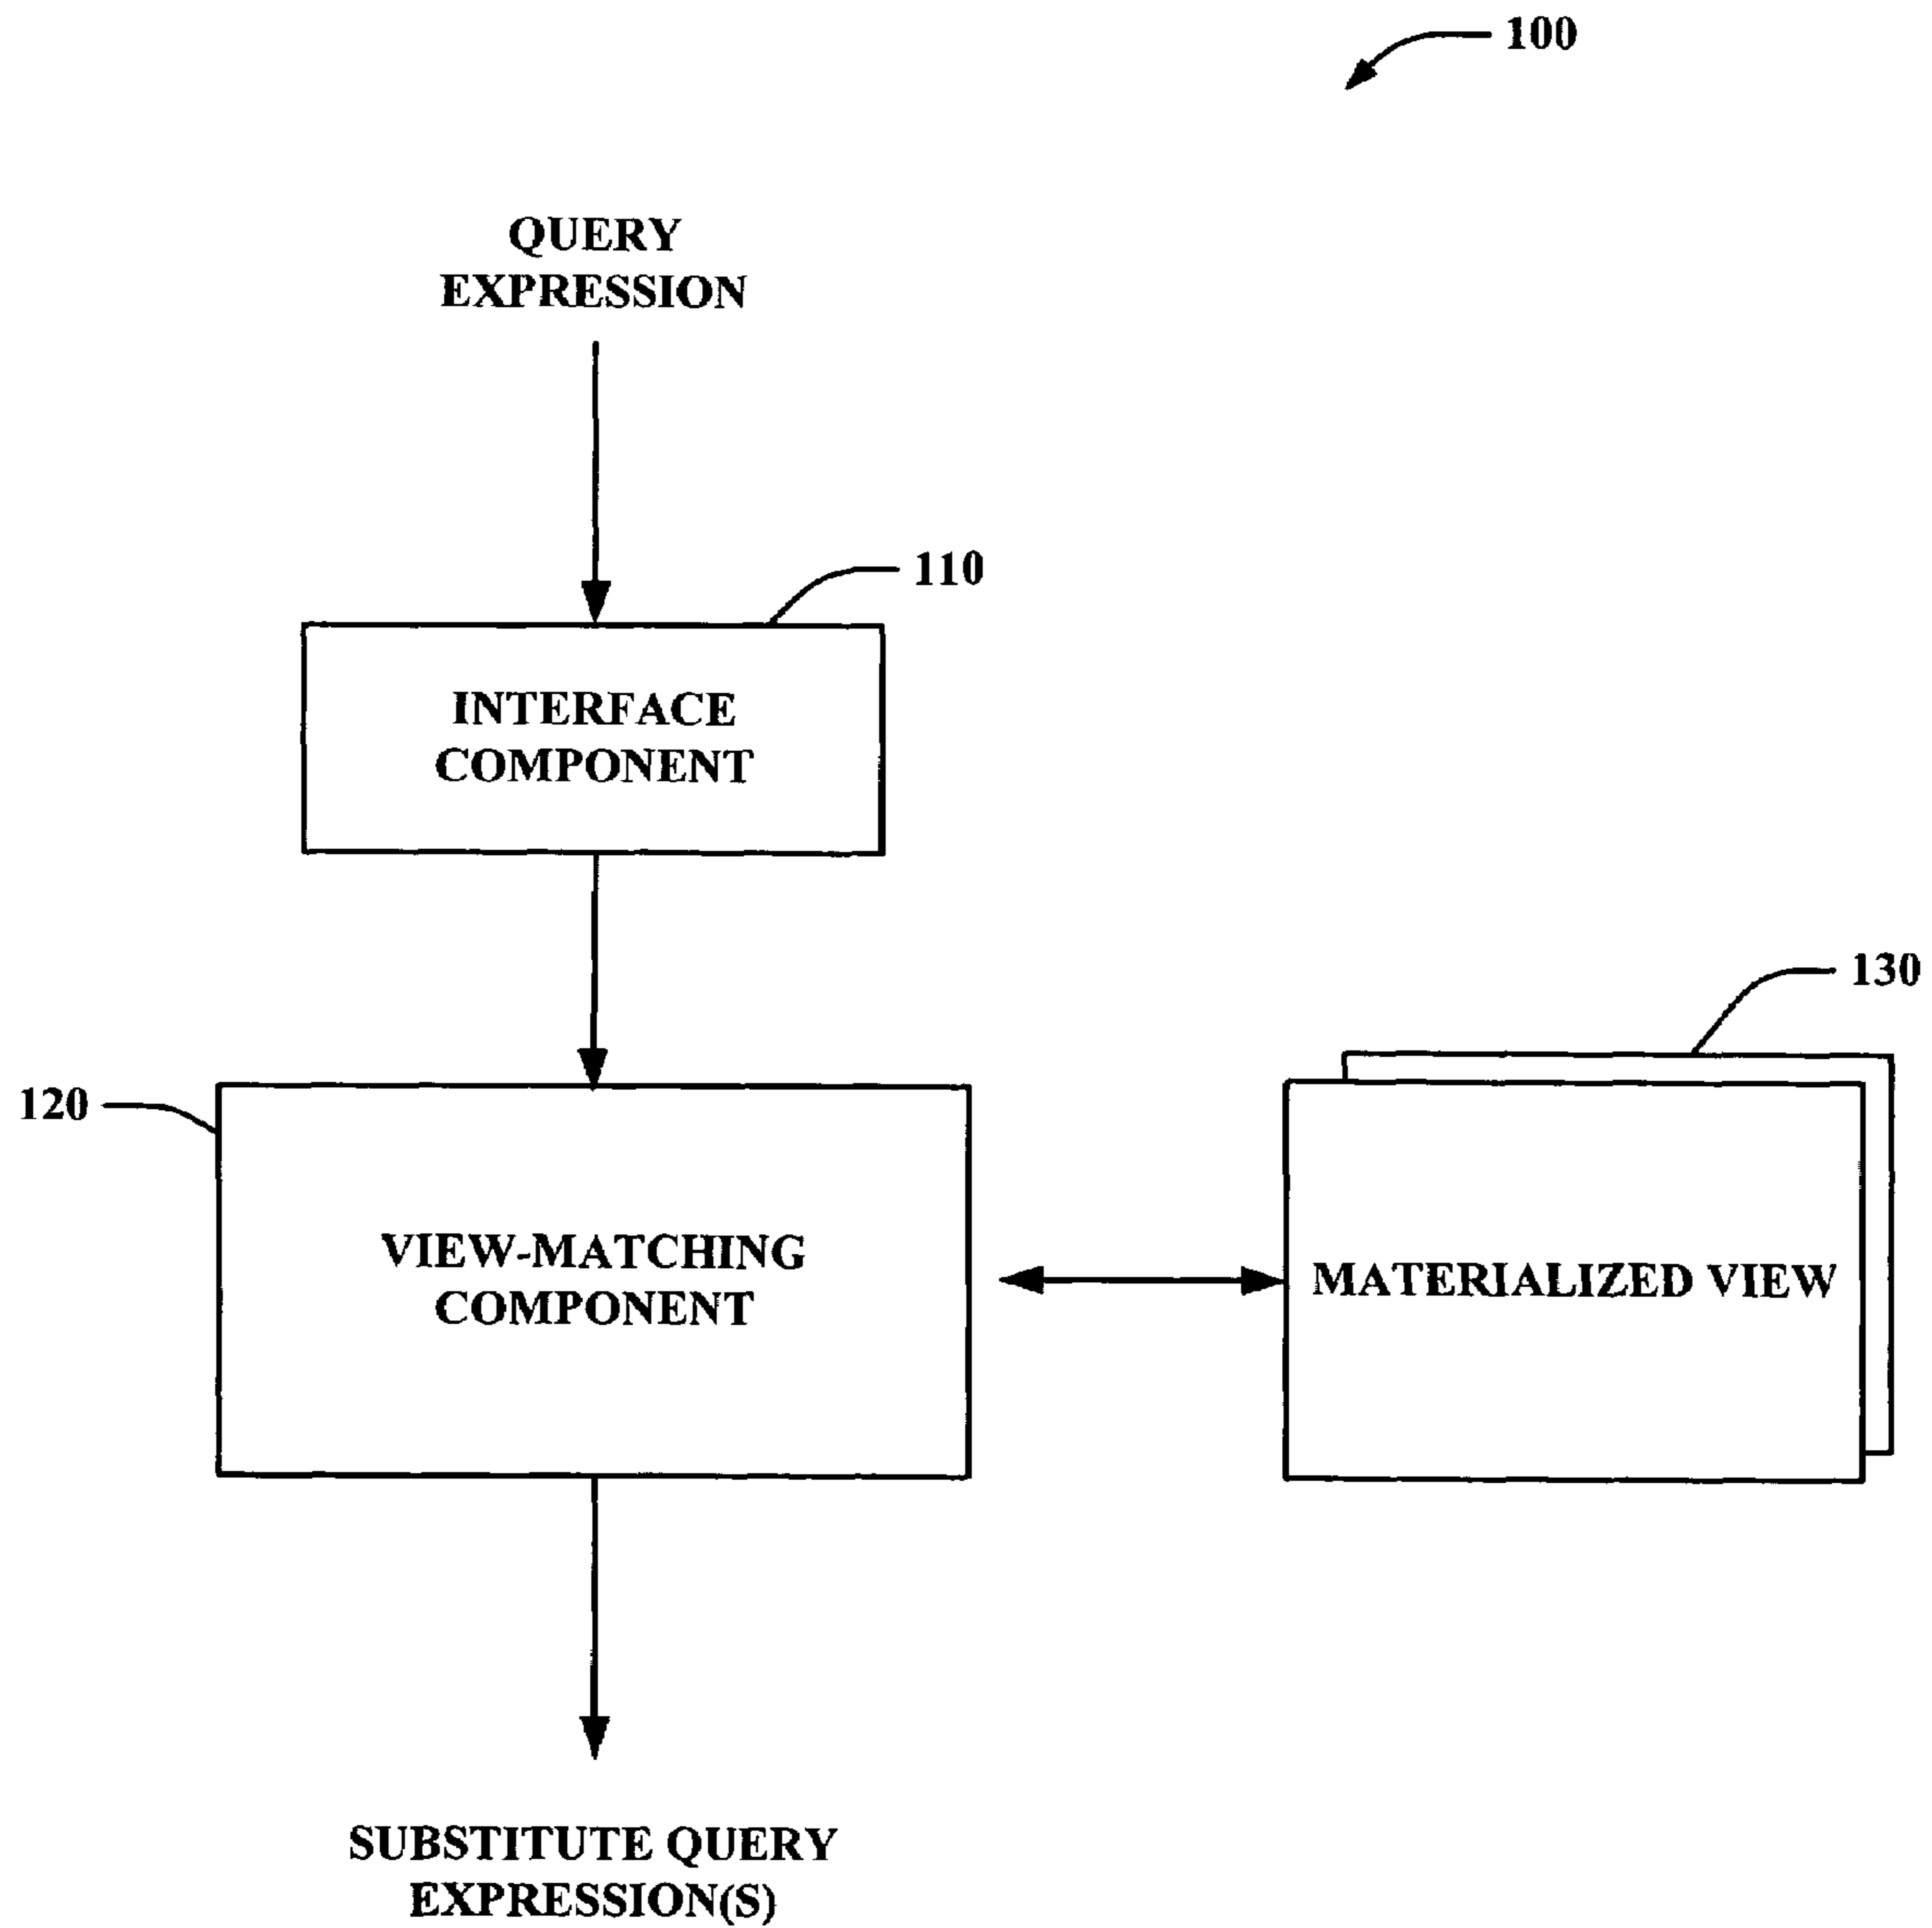 100
QUERY
EXPRESSION
110
INTERFACE
COMPONENT
130
120
VIEW-MATCHING
COMPONENT
MATERIALIZED VIEW
SUBSTITUTE QUERY
EXPRESSION(S)